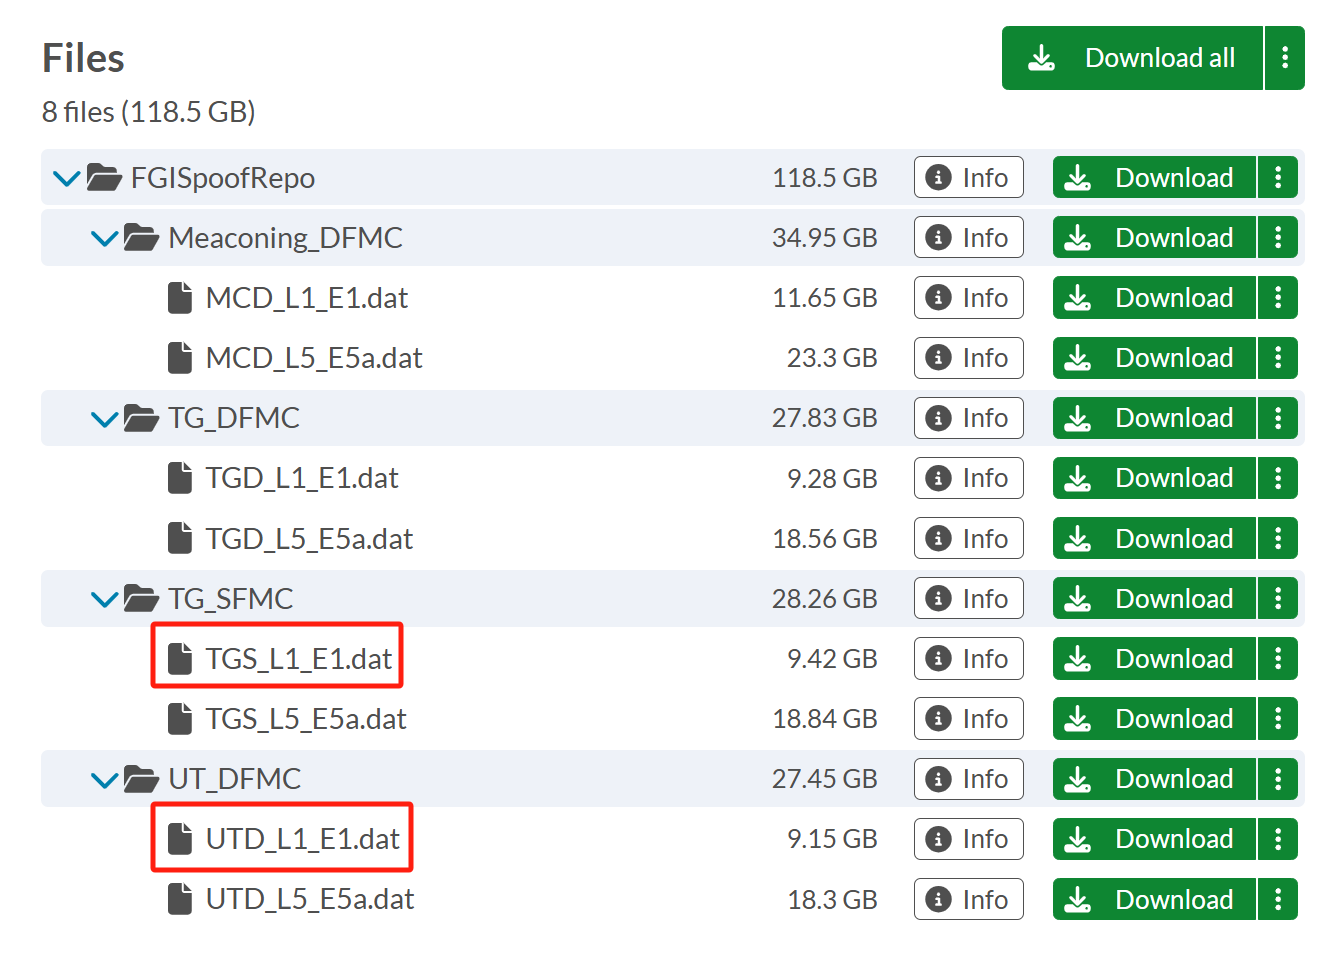 Files
Download all
8 files (118.5 GB)
FGISpoofRepo 118.5 GB Info Download
Meaconing_DFMC 34.95 GB Info Download
MCD_L1_E1.dat 11.65 GB Info Download
MCD_L5_E5a.dat 23.3 GB Info Download
TG_DFMC 27.83 GB Info Download
TGD_L1_E1.dat 9.28 GB Info Download
TGD_L5_E5a.dat 18.56 GB Info Download
TG_SFMC 28.26 GB Info Download
TGS_L1_E1.dat 9.42 GB Info Download
TGS_L5_E5a.dat 18.84 GB Info Download
UT_DFMC 27.45 GB Info Download
UTD_L1_E1.dat 9.15 GB Info Download
UTD_L5_E5a.dat 18.3 GB Info Download